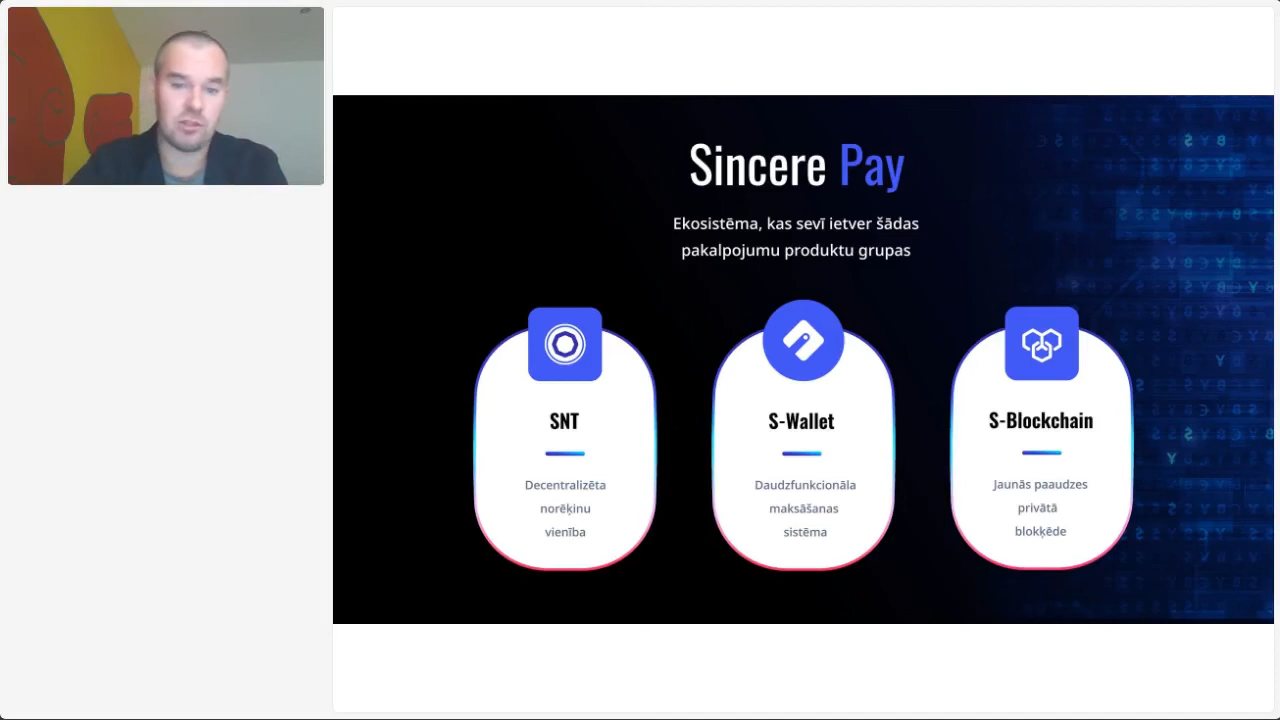 Sincere Pay
Ekosistēma, kas sevī ietver šādas
pakalpojumu produktu grupas
SNT
Decentralizēta
norēķinu
vienība
S-Wallet
Daudzfunkcionāla
maksāšanas
sistēma
S-Blockchain
Jaunās paaudzes
privātā
blokķēde